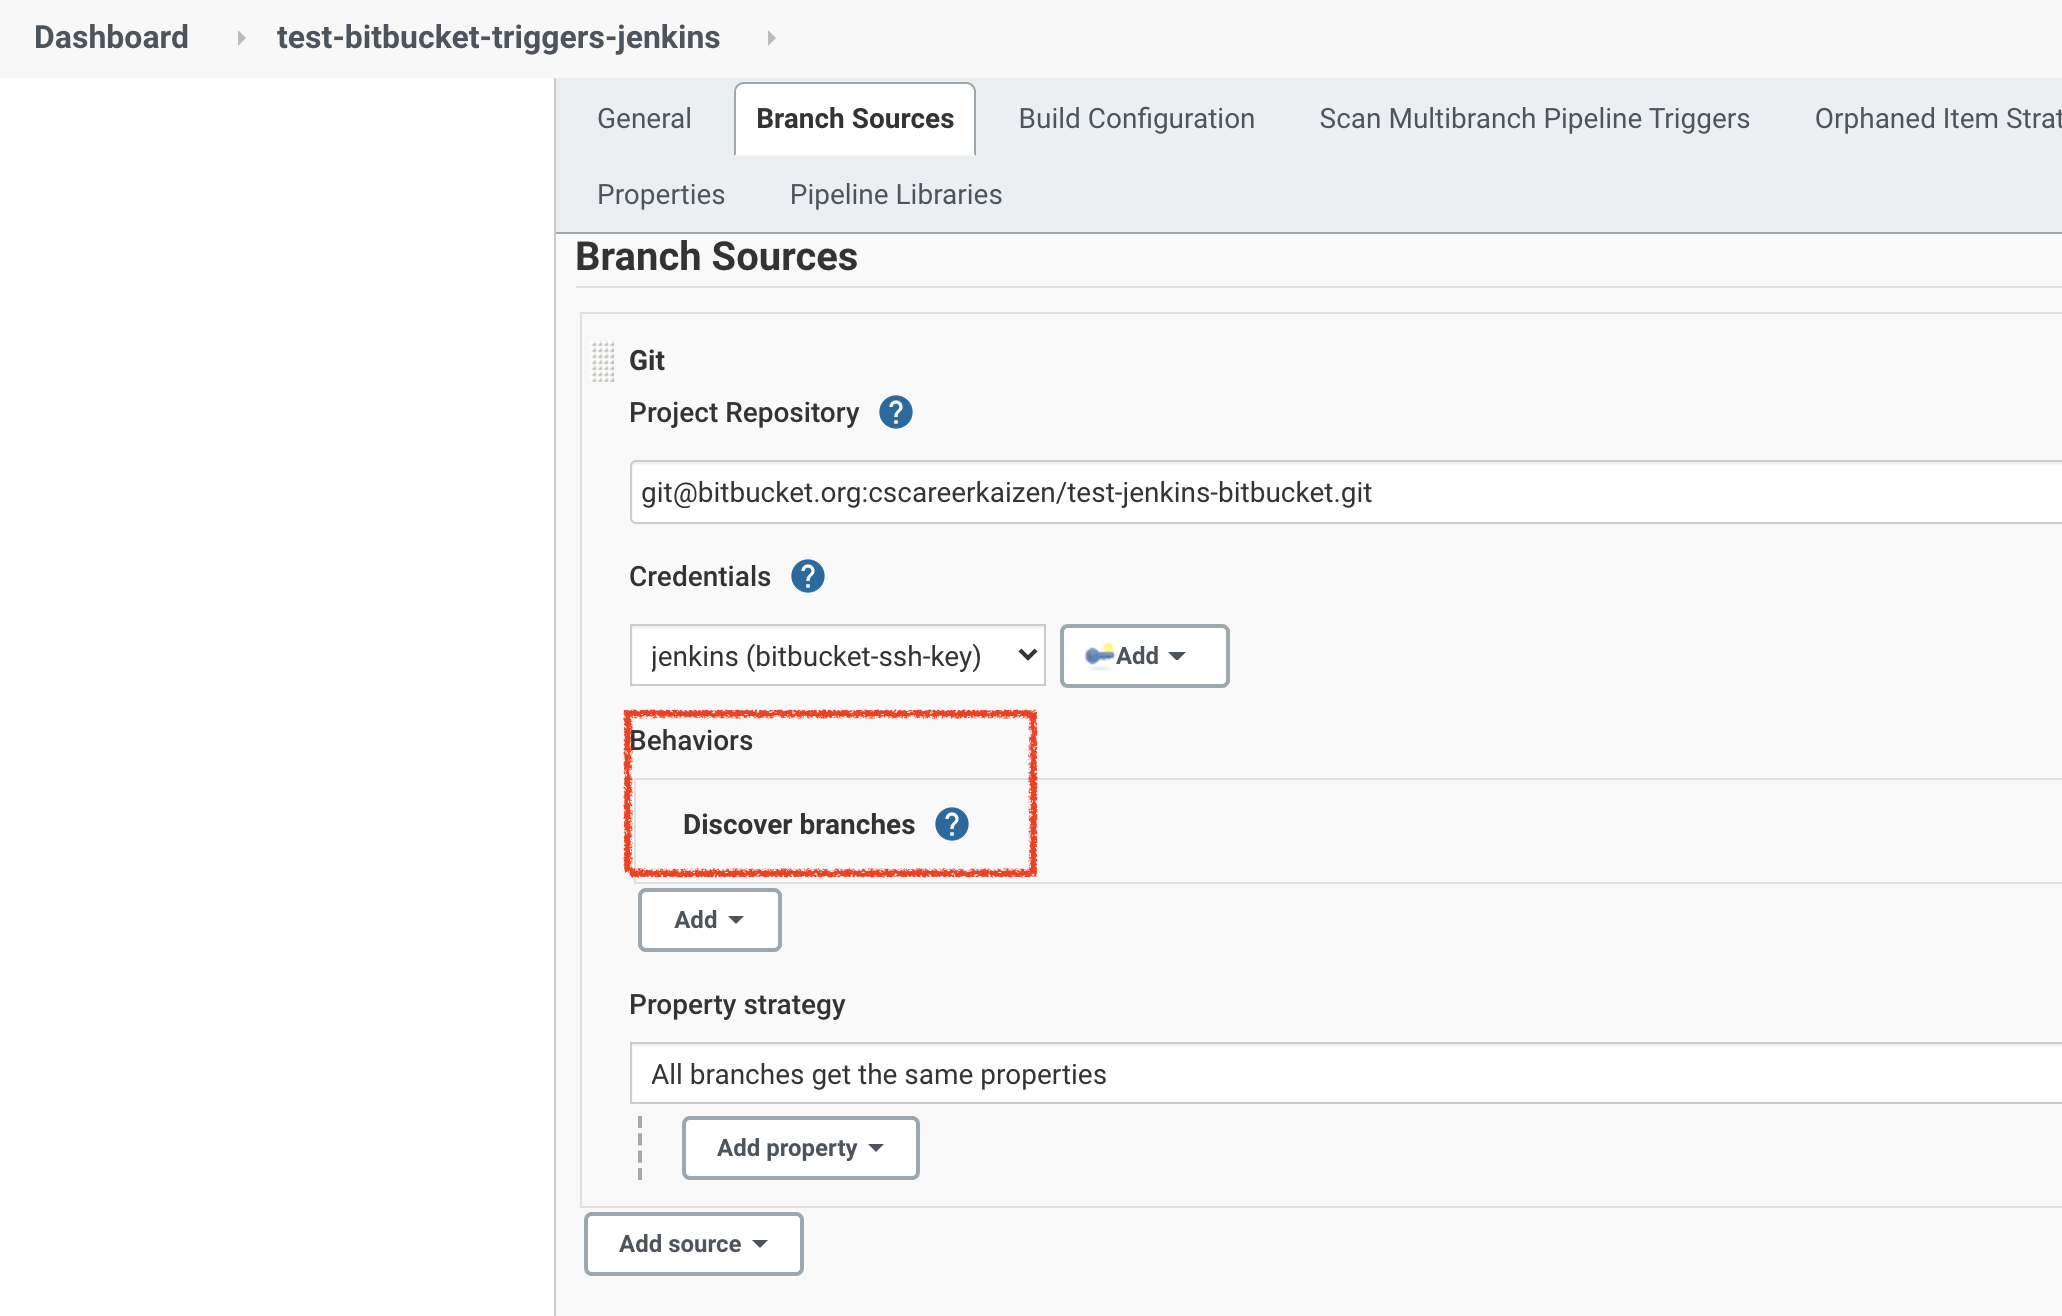 Dashboard test-bitbucket-triggers-jenkins
General Branch Sources Build Configuration Scan Multibranch Pipeline Triggers Orphaned Item Strat
Properties Pipeline Libraries
Branch Sources
Git
Project Repository ?
git@bitbucket.org:cscareerkaizen/test-jenkins-bitbucket.git
Credentials ?
jenkins (bitbucket-ssh-key) Add
Behaviors
Discover branches ?
Add
Property strategy
All branches get the same properties
Add property
Add source